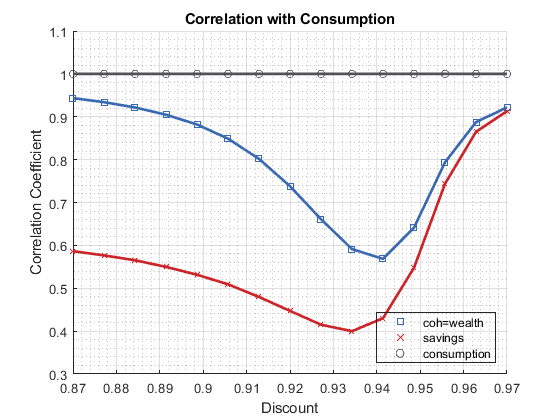 Correlation with Consumption
Correlation Coefficient
1.1
1
0.9
0.8
0.7
0.6
0.5
0.4
0.3
coh=wealth
savings
consumption
0.87 0.88 0.89 0.9 0.91 0.92 0.93 0.94 0.95 0.96 0.97
Discount